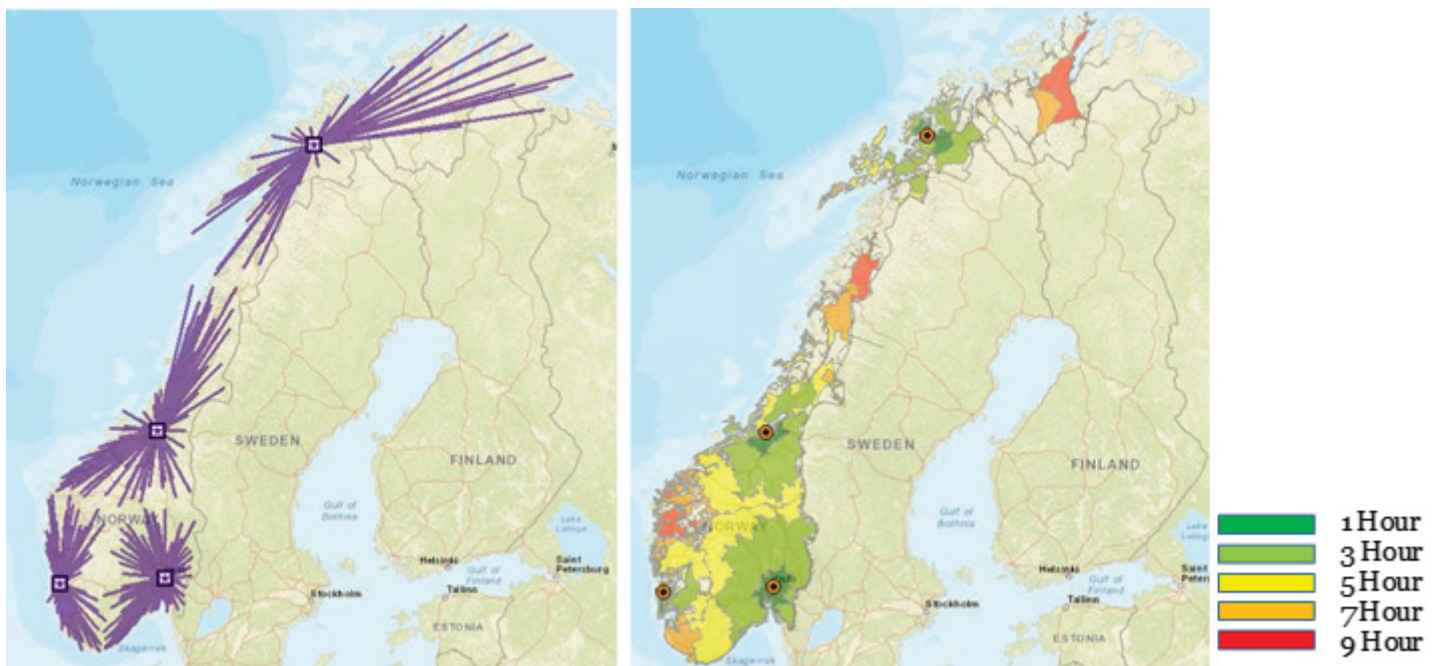 Norwegian Sea
SWEDEN
FINLAND
Gulf of
Bothnia
NORWAY
Lake
Ladoga
Helsinki
Gulf of
Finland
Saint
Petersburg
Tallinn
Stockholm
ESTONIA
Skagerrak
Norwegian Sea
SWEDEN
FINLAND
Gulf of
Bothnia
NORWAY
Helsinki
Gulf of
Finland
Tallinn
Stockholm
ESTONIA
Skagerrak
1 Hour
3 Hour
5 Hour
7 Hour
9 Hour